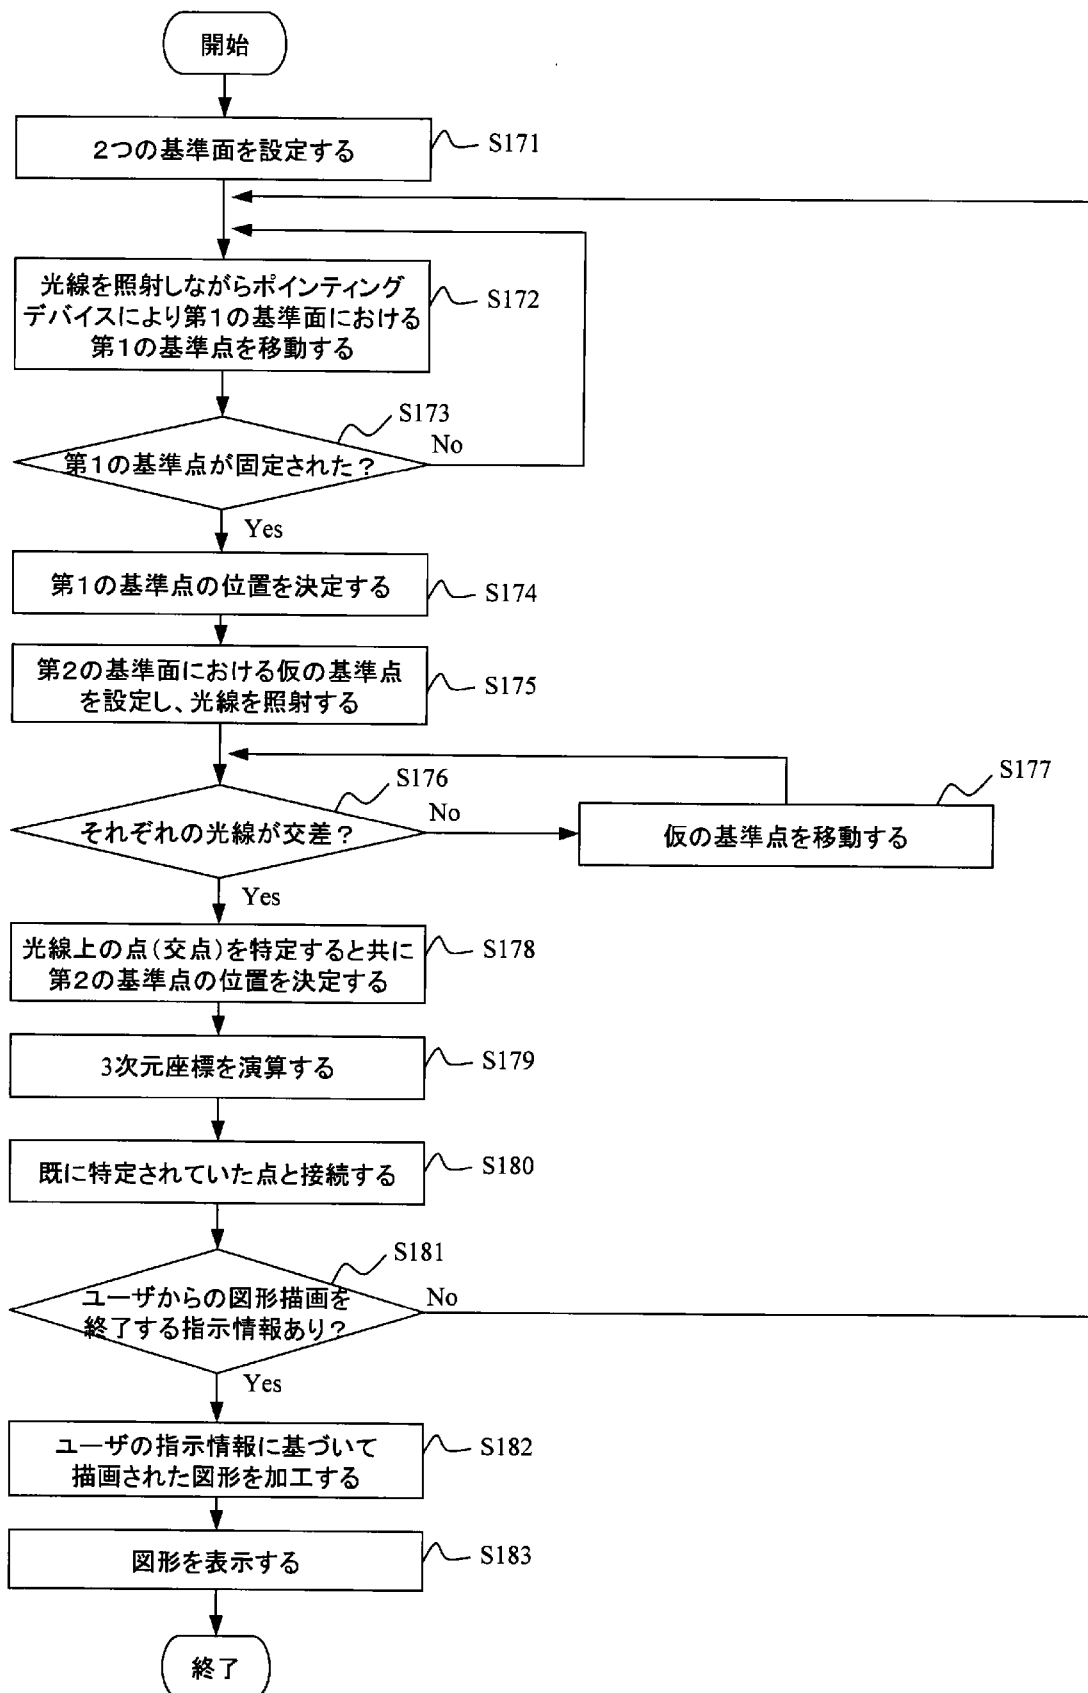 開始
2つの基準面を設定する
S171
光線を照射しながらポインティング
デバイスにより第1の基準面における
第1の基準点を移動する
S172
S173
第1の基準点が固定された?
No
Yes
第1の基準点の位置を決定する
S174
第2の基準面における仮の基準点
を設定し、光線を照射する
S175
S176
それぞれの光線が交差?
No
S177
仮の基準点を移動する
Yes
光線上の点(交点)を特定すると共に
第2の基準点の位置を決定する
S178
3次元座標を演算する
S179
既に特定されていた点と接続する
S180
S181
ユーザからの図形描画を
終了する指示情報あり?
No
Yes
ユーザの指示情報に基づいて
描画された図形を加工する
S182
図形を表示する
S183
終了